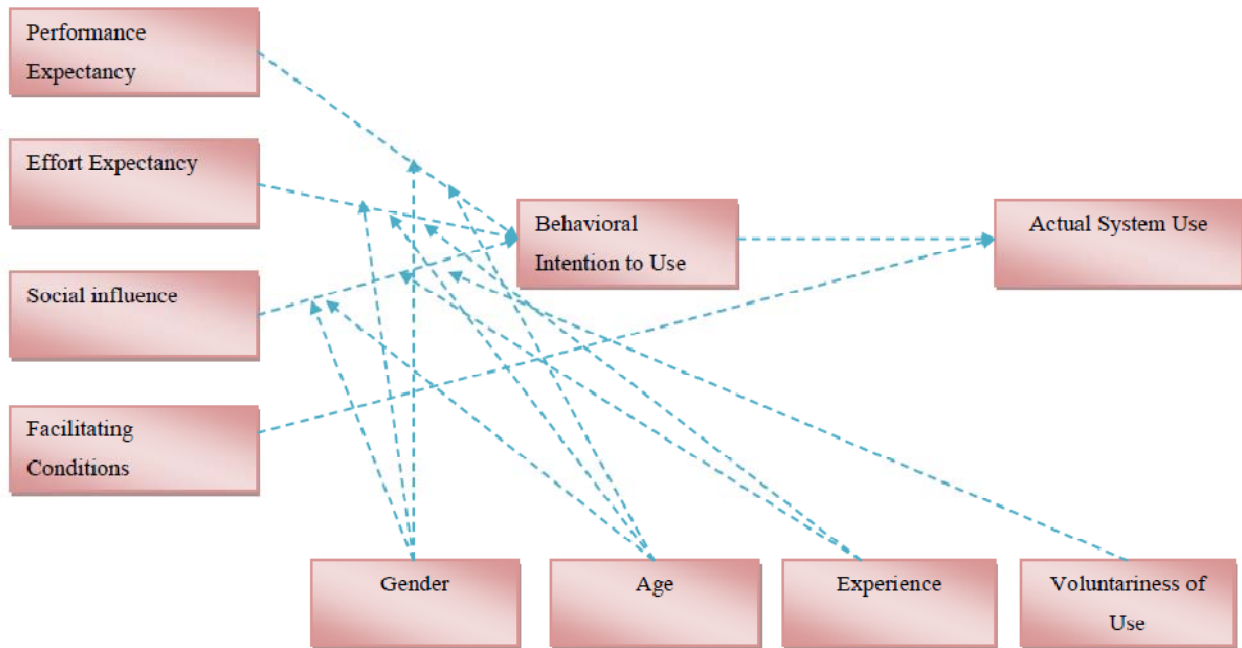 Performance
Expectancy
Effort Expectancy
Social influence
Facilitating
Conditions
Behavioral
Intention to Use
Actual System Use
Gender
Age
Experience
Voluntariness of
Use